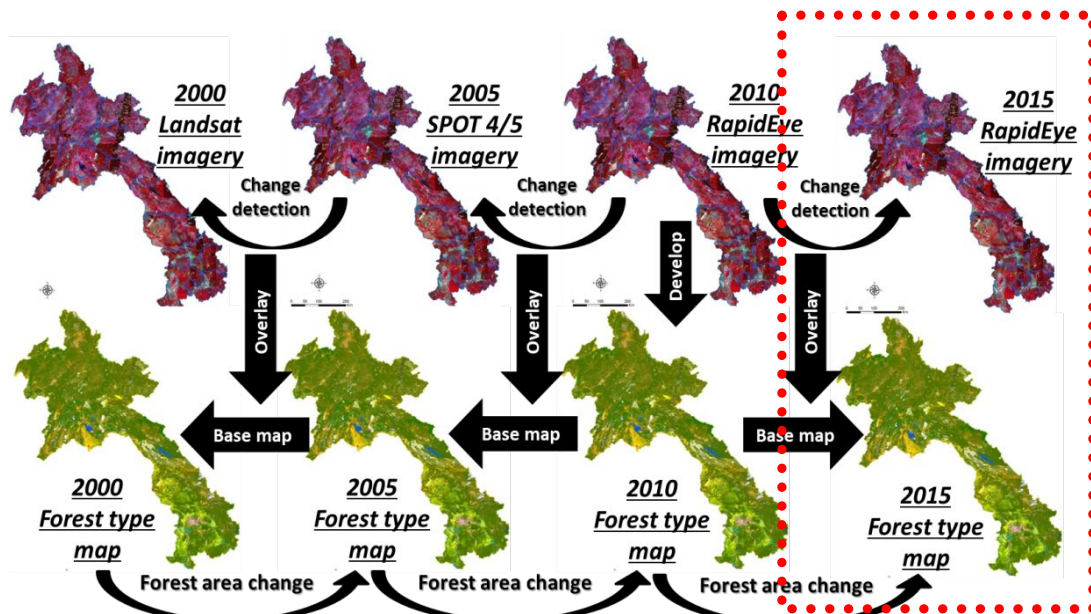 2000
Landsat
imagery
2005
SPOT 4/5
imagery
2010
RapidEye
imagery
2015
RapidEye
imagery
Change
detection
Change
detection
Change
detection
Overlay
Overlay
Develop
Overlay
Base map
Base map
Base map
2000
Forest type
map
2005
Forest type
map
2010
Forest type
map
2015
Forest type
map
Forest area change
Forest area change
Forest area change